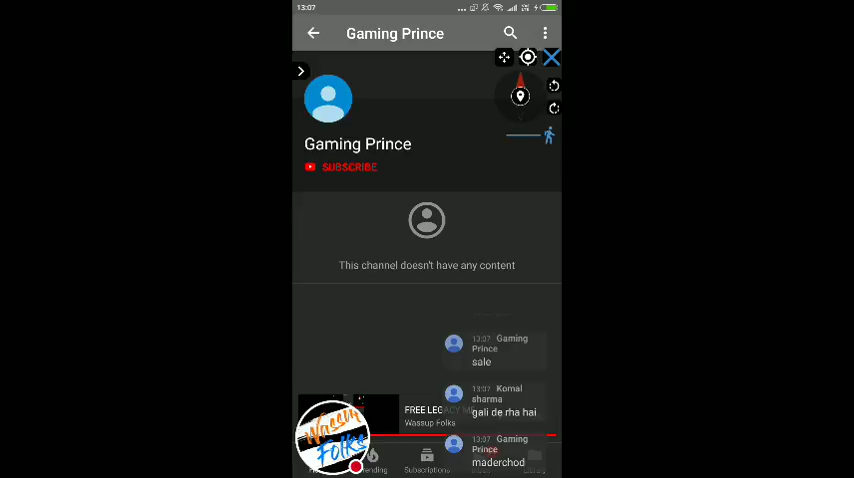 13:07
Gaming Prince
Gaming Prince
SUBSCRIBE
This channel doesn't have any content
13:07 Gaming
Prince
sale
13:07 Komal
sharma
gali de rha hai
FREE LEGACY
Wassup Folks
13:07 Gaming
Prince
maderchod
Wassup
Folks
Subscriptions